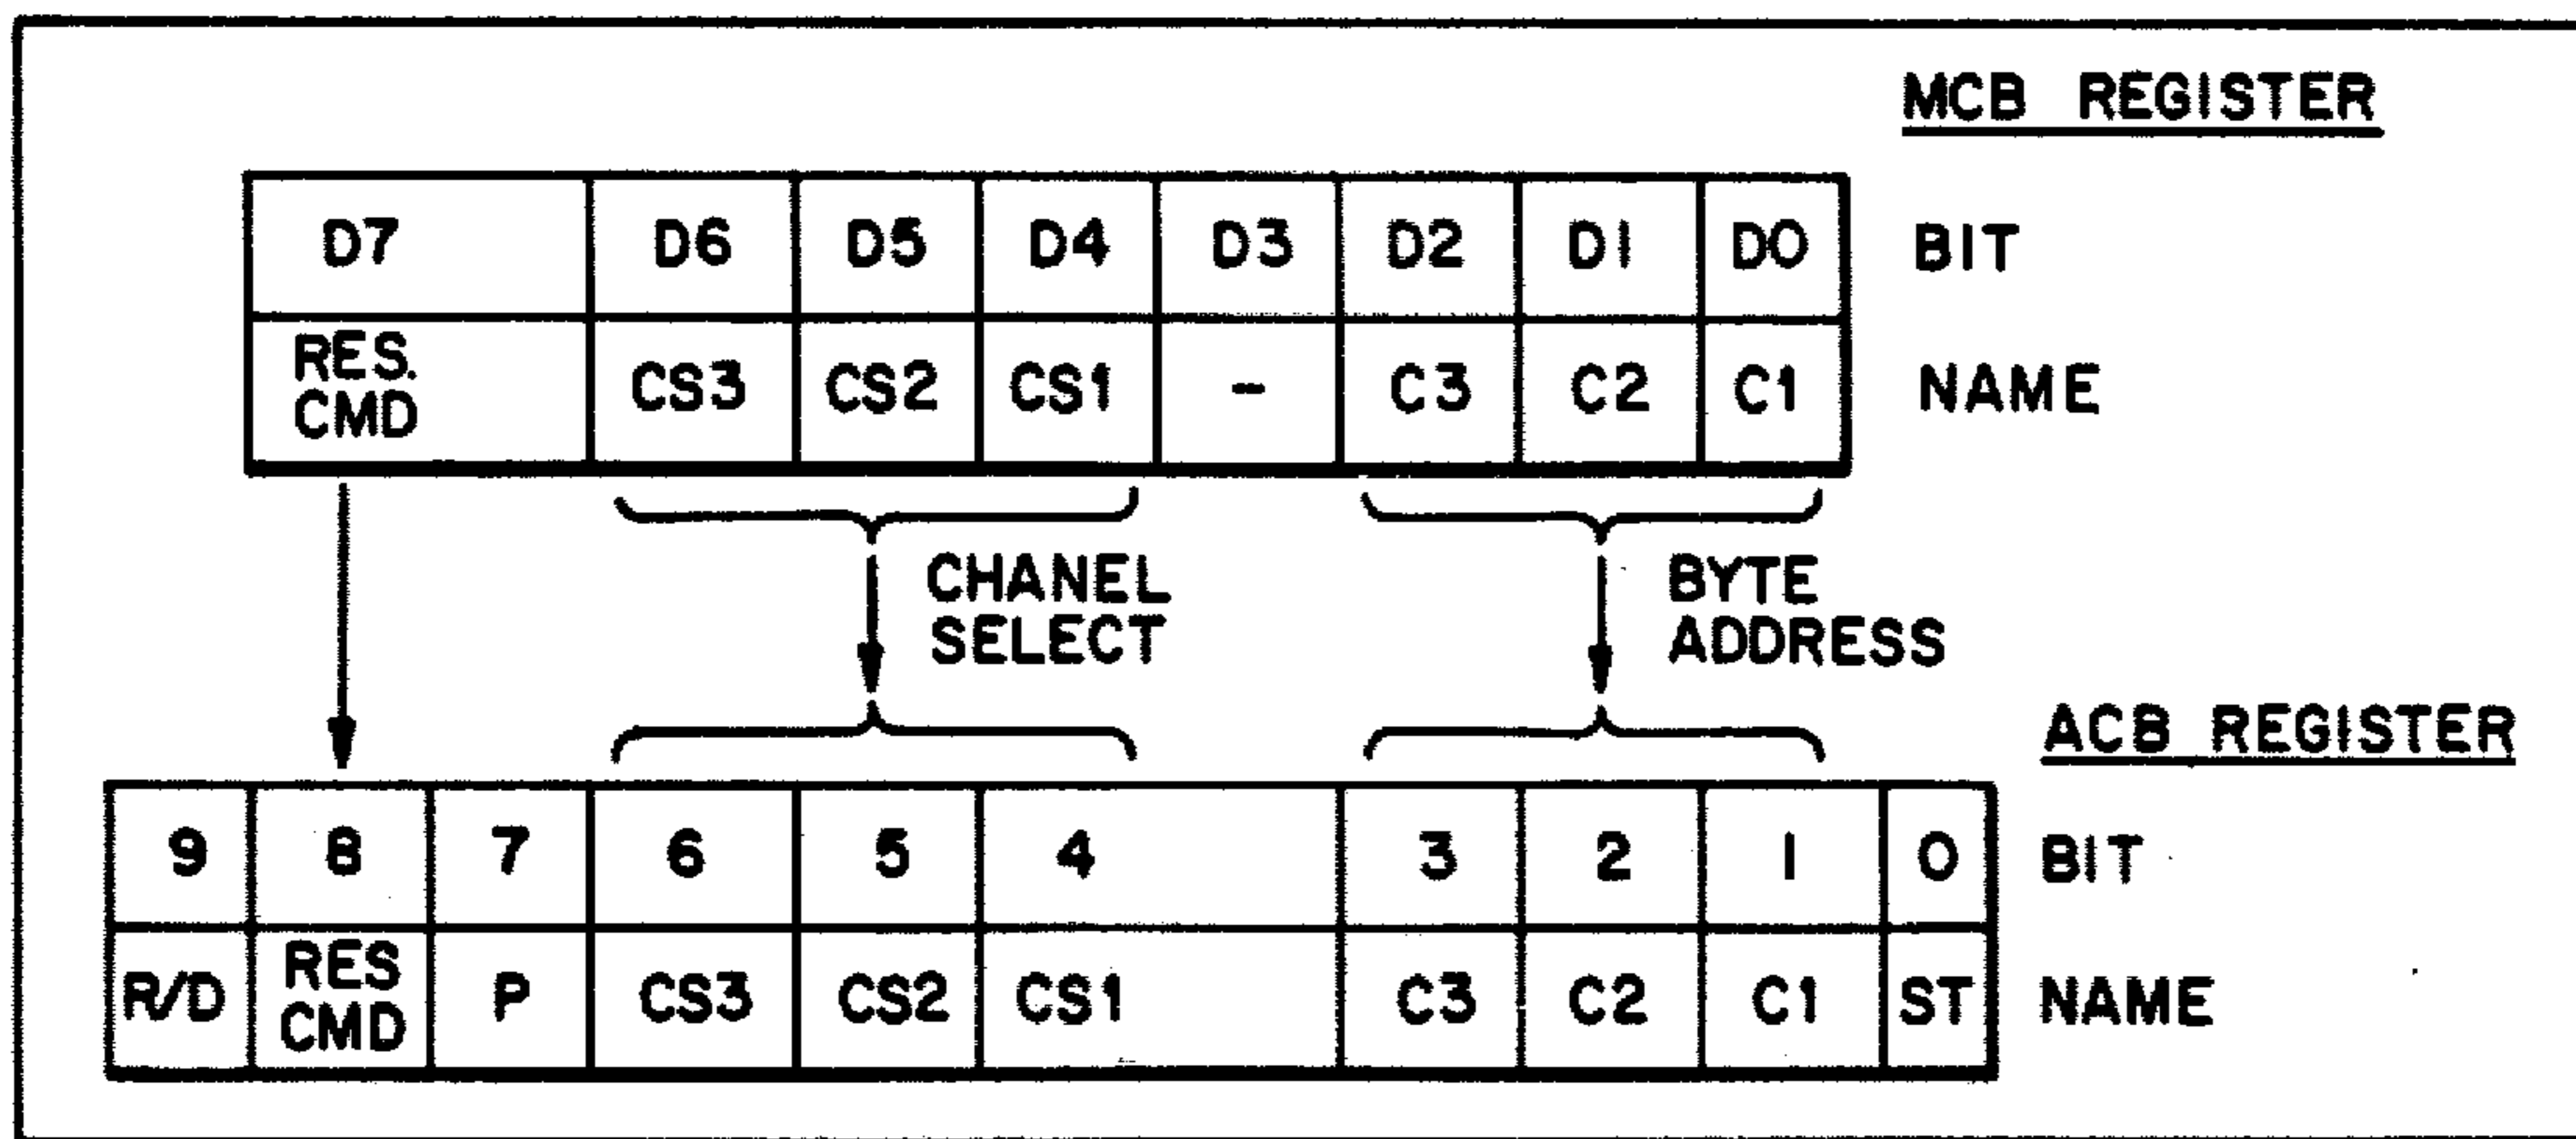 MCB REGISTER
D7 D6 D5 D4 D3 D2 D1 D0 BIT
RES. CMD CS3 CS2 CS1 - C3 C2 C1 NAME
CHANEL
SELECT
BYTE
ADDRESS
ACB REGISTER
9 8 7 6 5 4 3 2 1 0 BIT
R/D RES CMD P CS3 CS2 CS1 C3 C2 C1 ST NAME